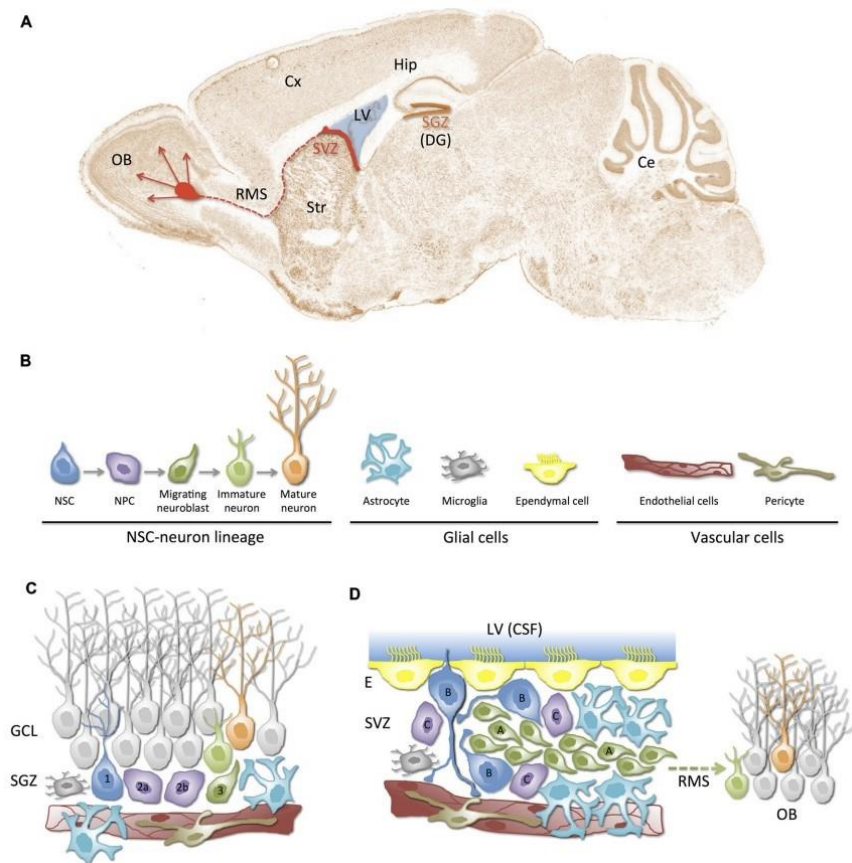 A
Hip
Cx
LV
SGZ
(DG)
SVZ
OB
Ce
RMS
Str
B
NSC
NPC
Migrating
neuroblast
Immature
neuron
Mature
neuron
Astrocyte
Microglia
Ependymal cell
Endothelial cells
Pericyte
NSC-neuron lineage
Glial cells
Vascular cells
C
GCL
SGZ
1
2a
2b
3
D
LV (CSF)
E
B
B
C
C
SVZ
A
A
B
C
RMS
OB